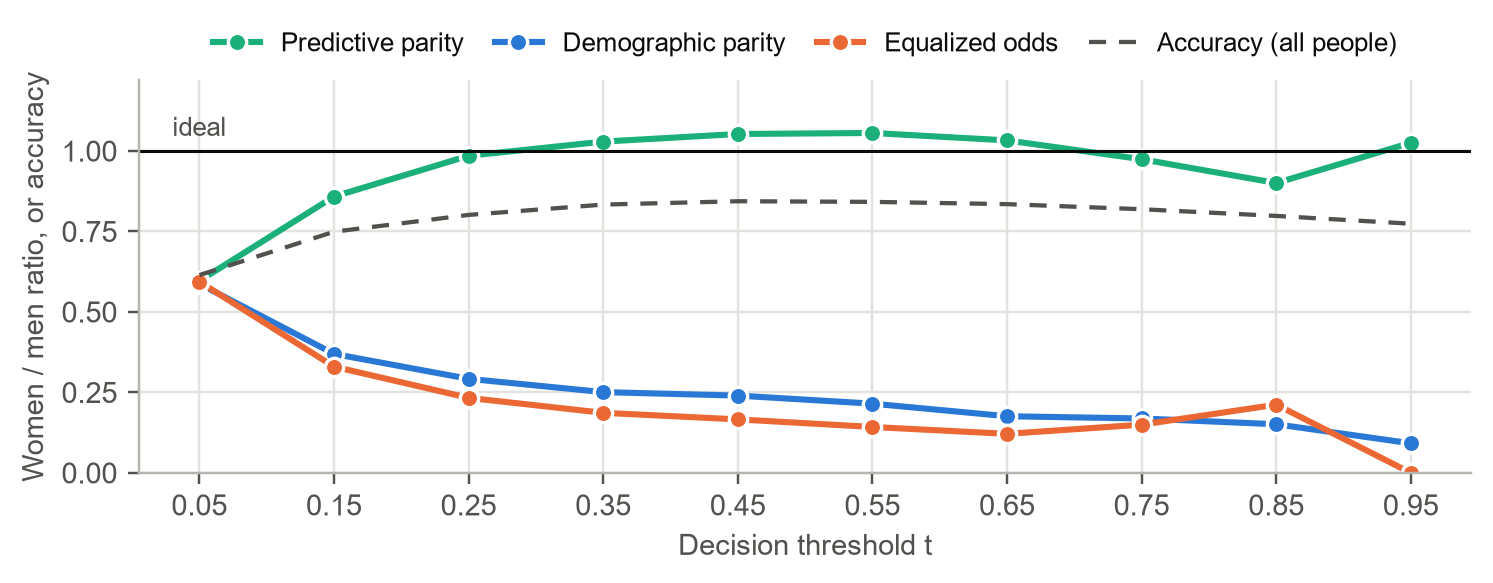 Predictive parity Demographic parity Equalized odds Accuracy (all people)
Women / men ratio, or accuracy
ideal
1.00
0.75
0.50
0.25
0.00
0.05 0.15 0.25 0.35 0.45 0.55 0.65 0.75 0.85 0.95
Decision threshold t